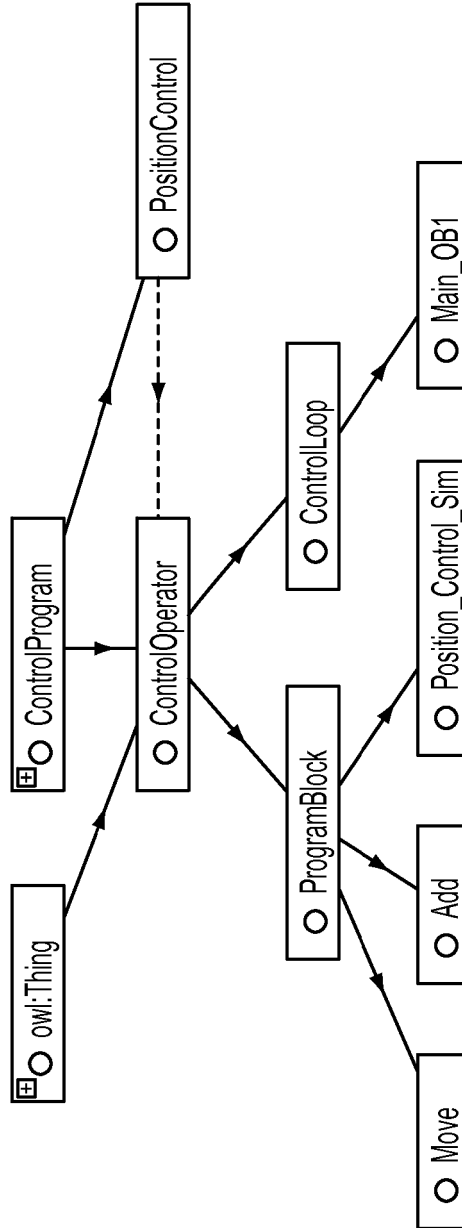 owl:Thing
ControlProgram
ControlOperator
PositionControl
ProgramBlock
ControlLoop
Move
Add
Position_Control_Sim
Main_OB1